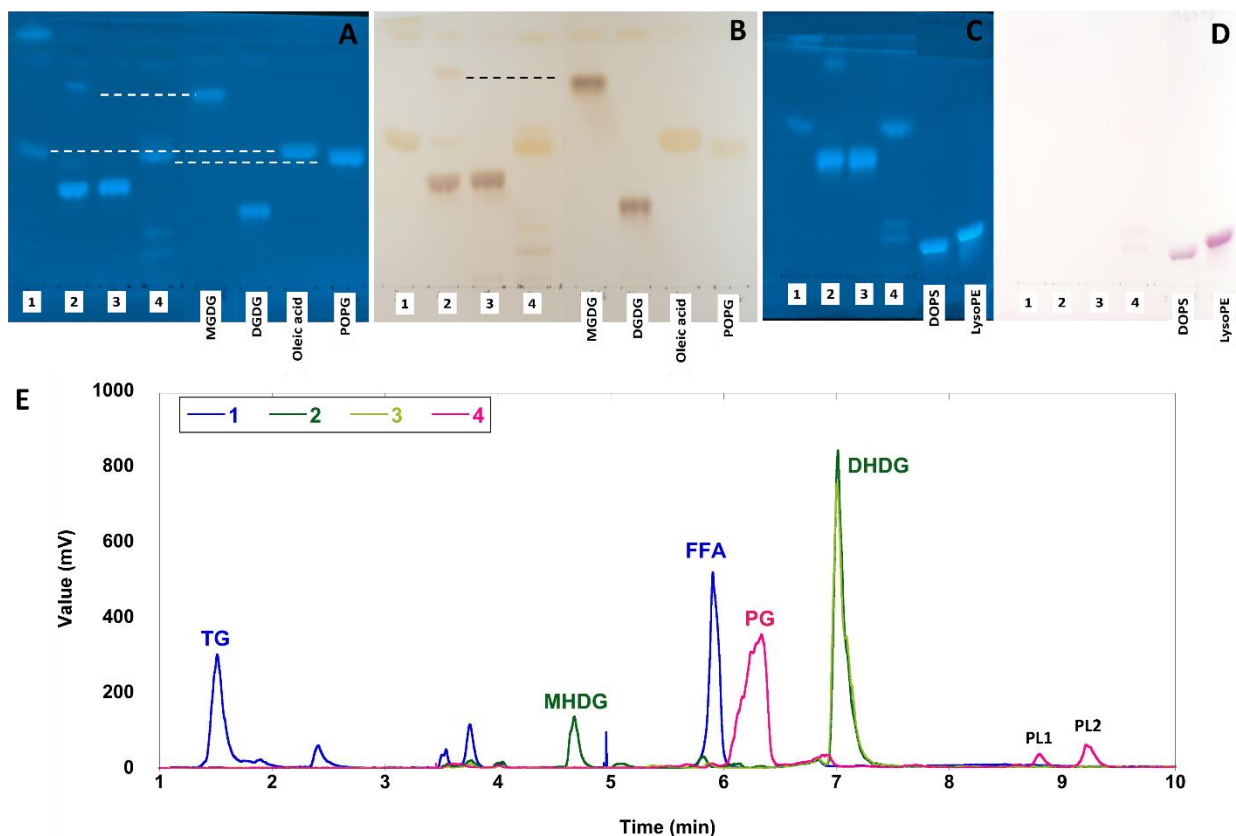 A
1 2 3 4 MGDG DGDG Oleic acid POPG
B
1 2 3 4 MGDG DGDG Oleic acid POPG
C
1 2 3 4 DOPS LysoPE
D
1 2 3 4 DOPS LysoPE
E
1 2 3 4
Value (mV)
1000
800
600
400
200
0
TG
MHDG
FFA
PG
DHDG
PL1
PL2
1 2 3 4 5 6 7 8 9 10
Time (min)